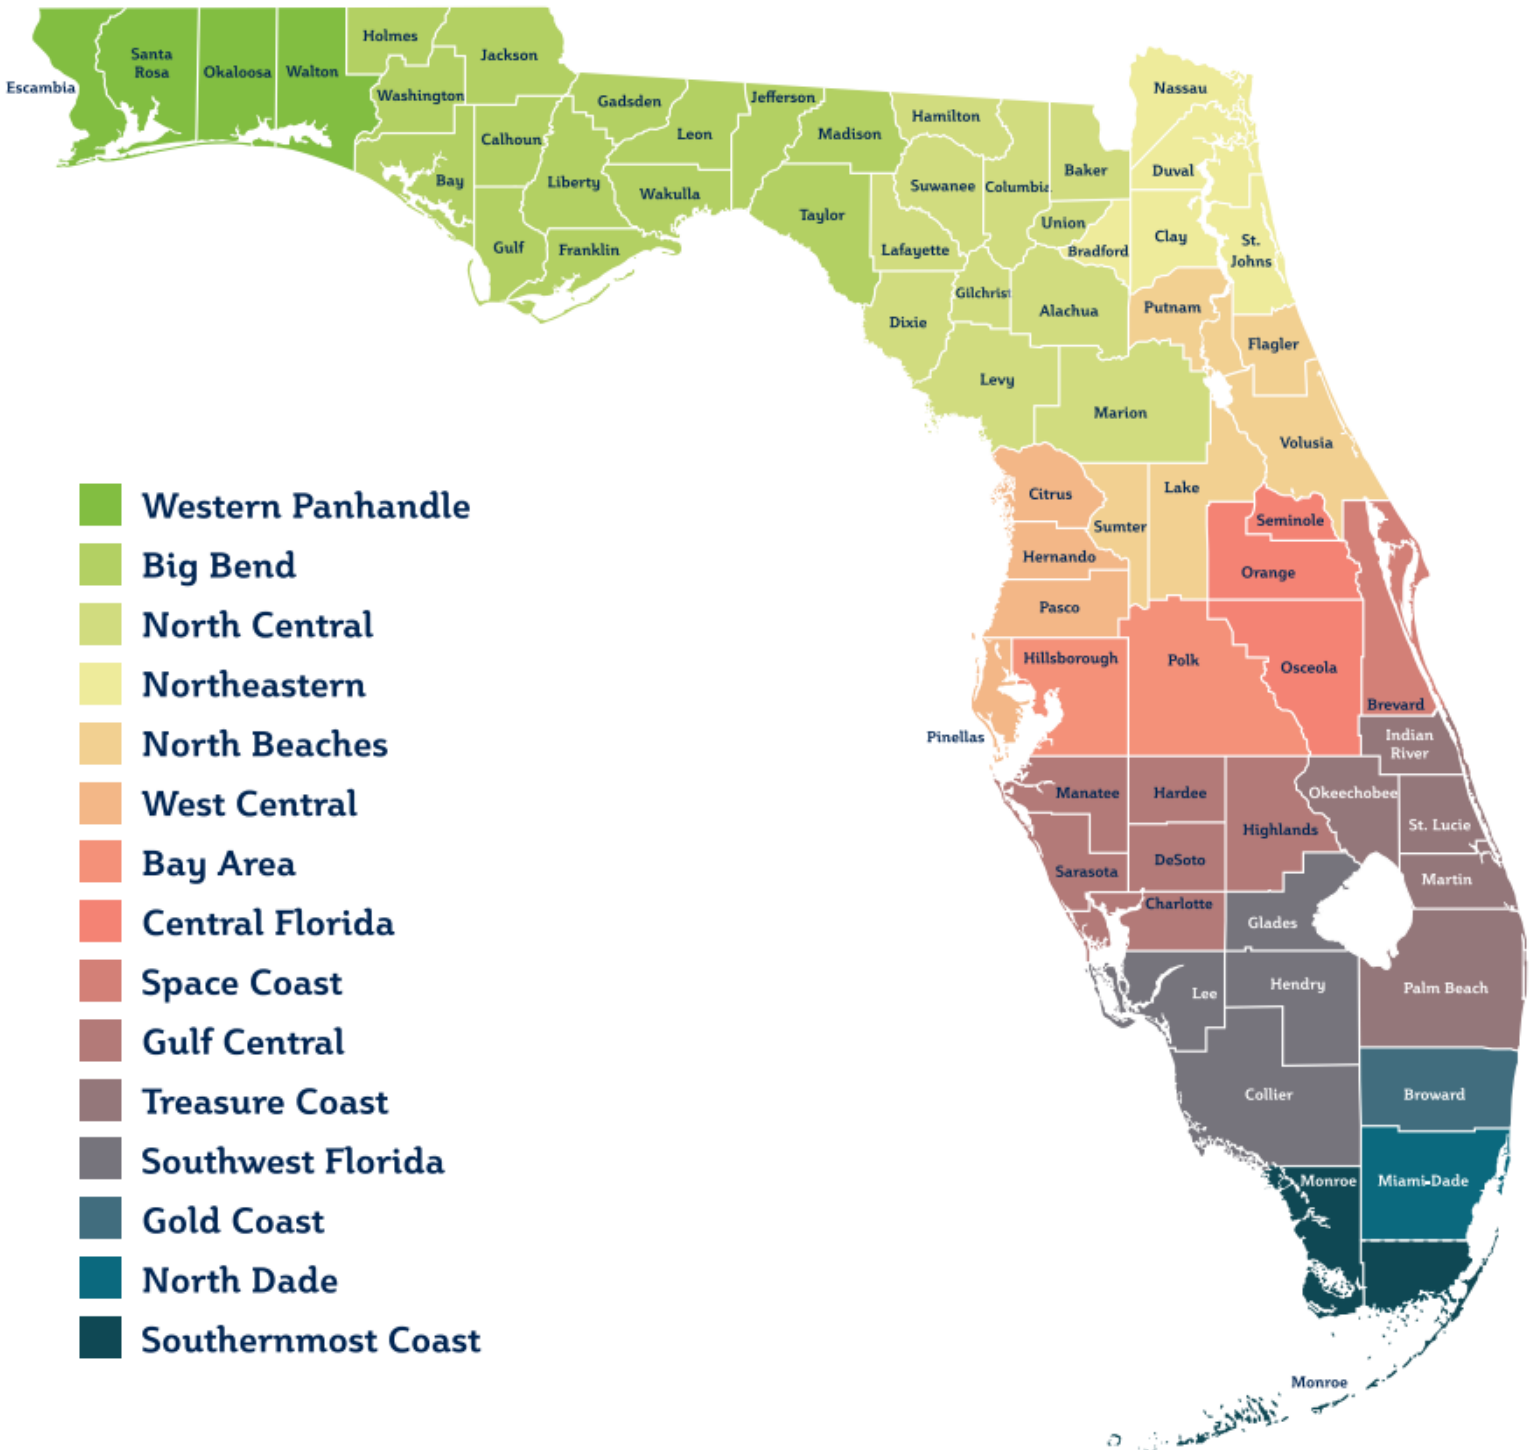 Holmes
Jackson
Santa
Rosa
Okaloosa
Walton
Escambia
Washington
Gadsden
Jefferson
Nassau
Calhoun
Leon
Madison
Hamilton
Bay
Liberty
Wakulla
Suwanee
Columbia
Baker
Duval
Taylor
Union
Gulf
Franklin
Lafayette
Bradford
Clay
St.
Johns
Gilchrist
Dixie
Alachua
Putnam
Flagler
Levy
Marion
Volusia
Citrus
Lake
Sumter
Seminole
Hernando
Orange
Pasco
Hillsborough
Polk
Osceola
Brevard
Pinellas
Indian
River
Manatee
Hardee
Okeechobee
Highlands
St. Lucie
Sarasota
DeSoto
Martin
Charlotte
Glades
Lee
Hendry
Palm Beach
Collier
Broward
Monroe
Miami-Dade
Monroe
Western Panhandle
Big Bend
North Central
Northeastern
North Beaches
West Central
Bay Area
Central Florida
Space Coast
Gulf Central
Treasure Coast
Southwest Florida
Gold Coast
North Dade
Southernmost Coast